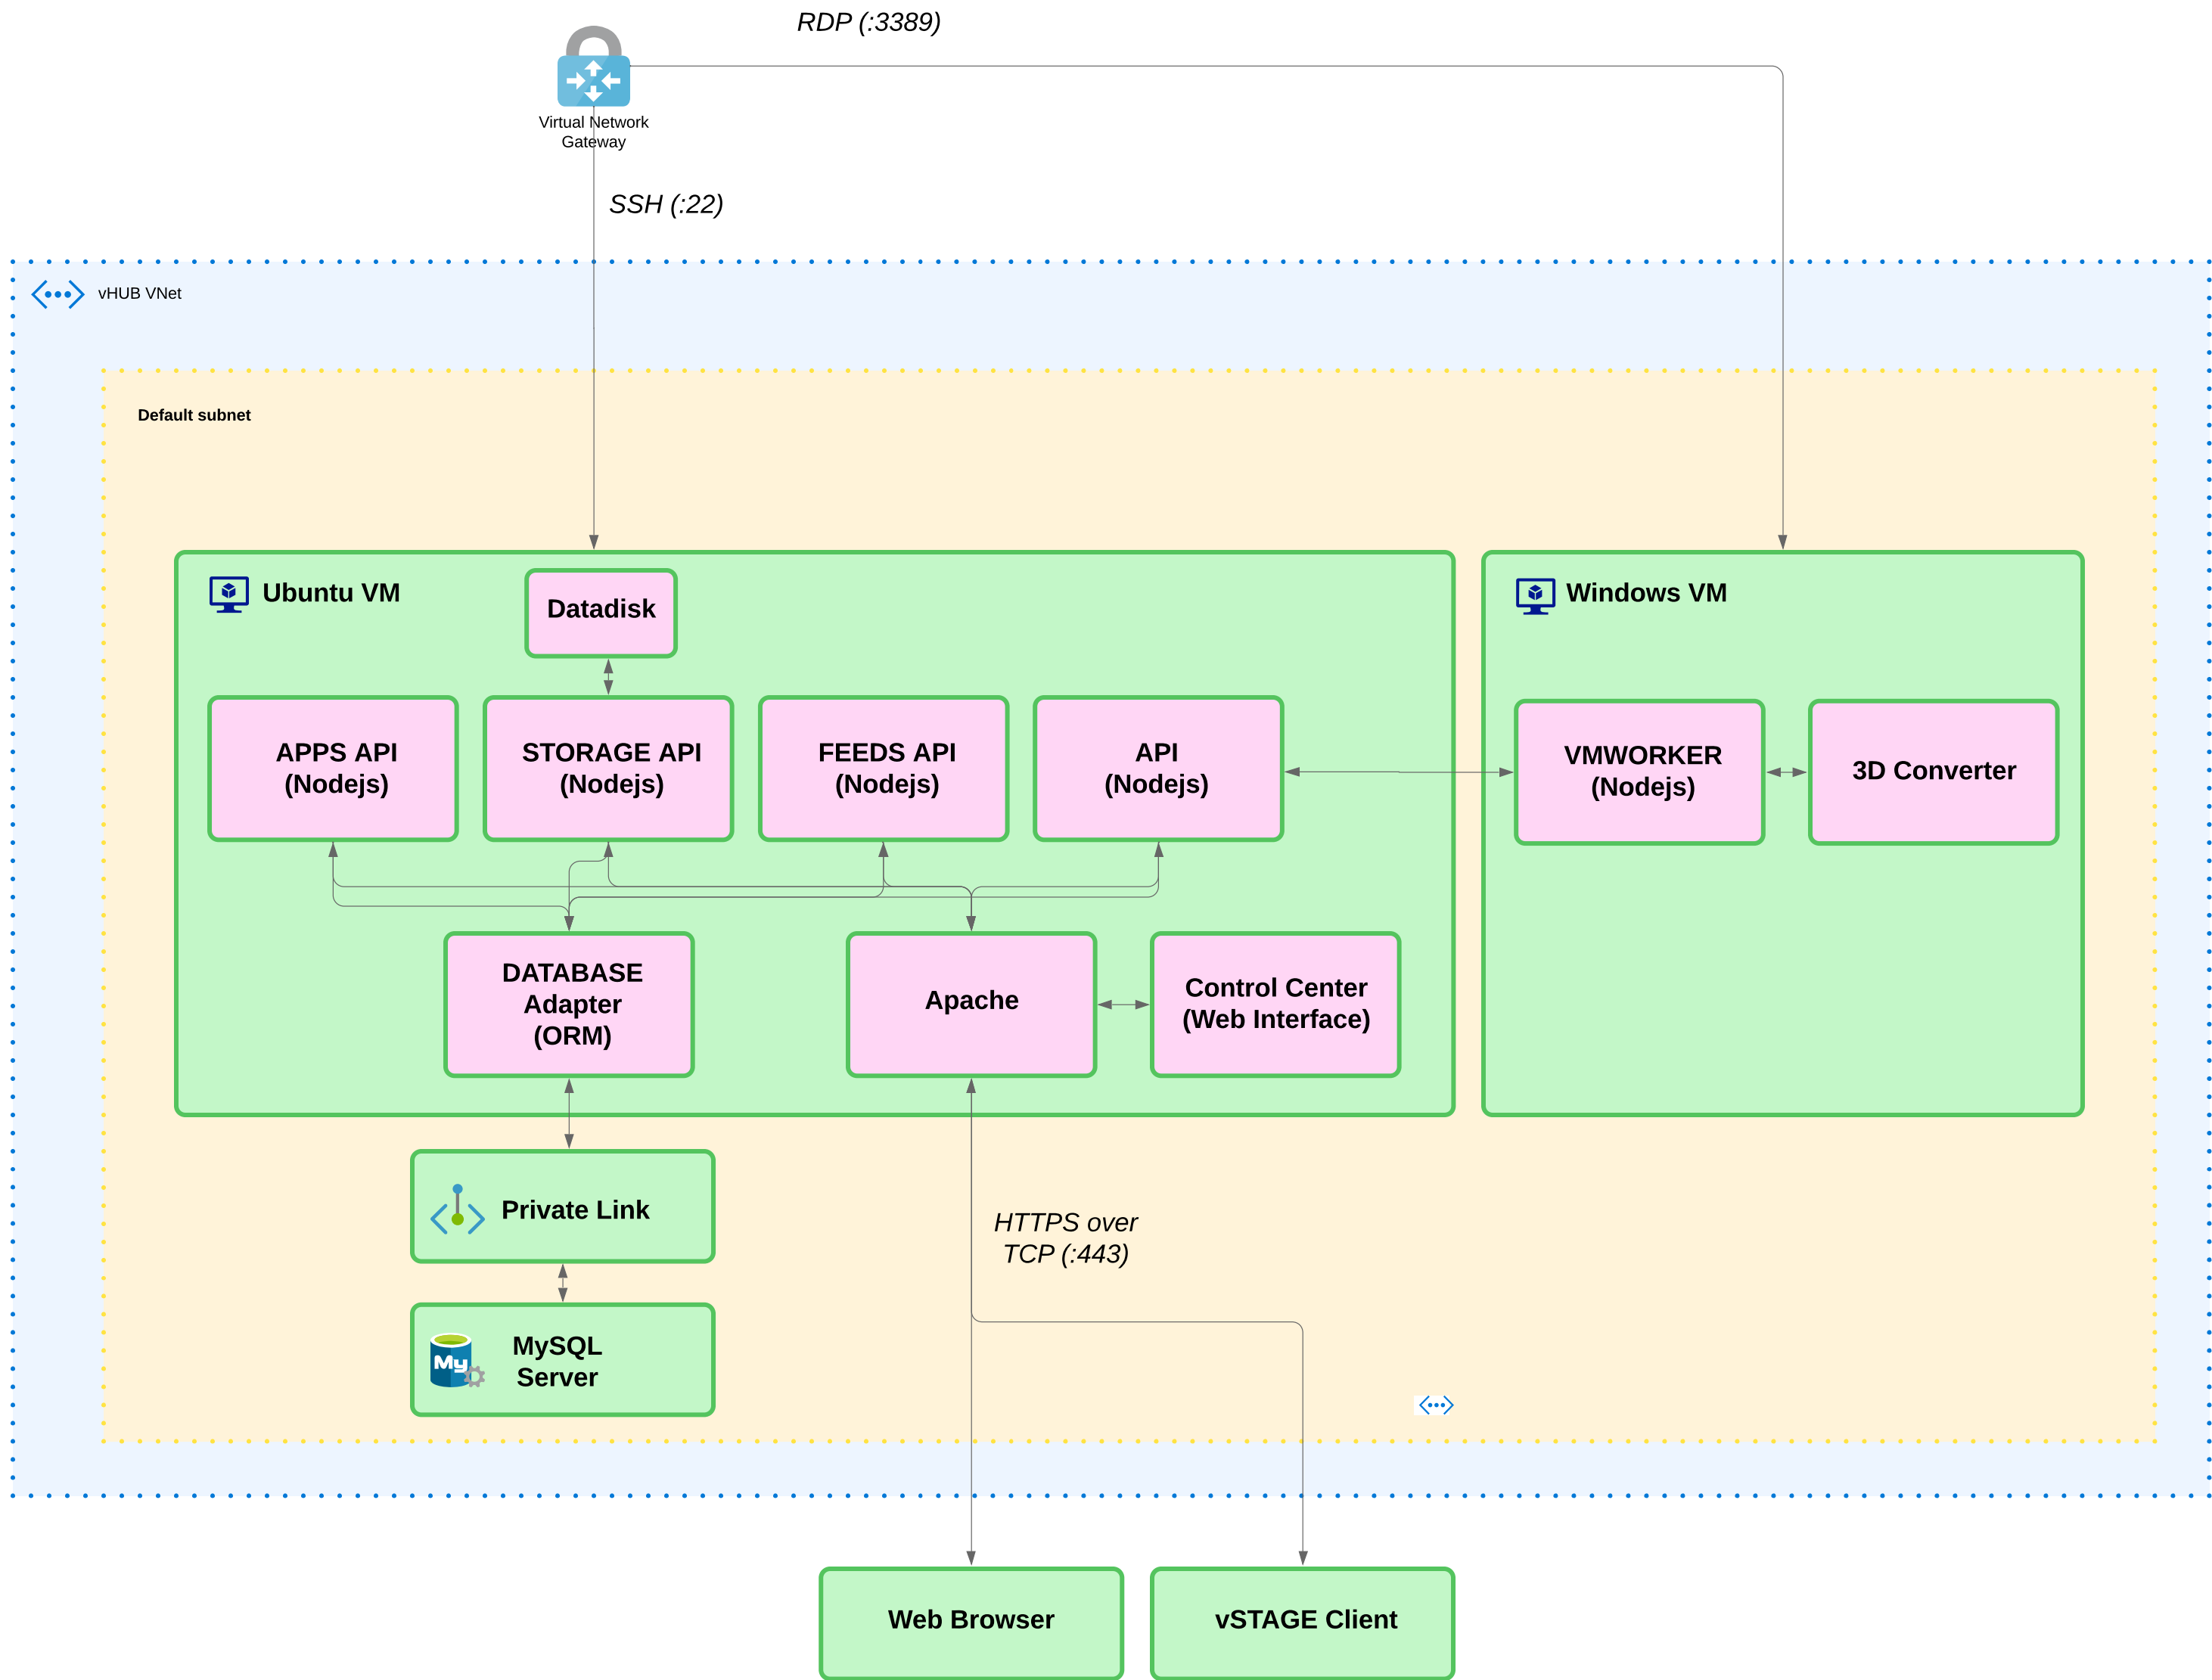 RDP (:3389)
Virtual Network
Gateway
SSH (:22)
vHUB VNet
Default subnet
Ubuntu VM
Datadisk
Windows VM
APPS API
(Nodejs)
STORAGE API
(Nodejs)
FEEDS API
(Nodejs)
API
(Nodejs)
VMWORKER
(Nodejs)
3D Converter
DATABASE
Adapter
(ORM)
Apache
Control Center
(Web Interface)
Private Link
HTTPS over
TCP (:443)
My
MySQL
Server
Web Browser
vSTAGE Client